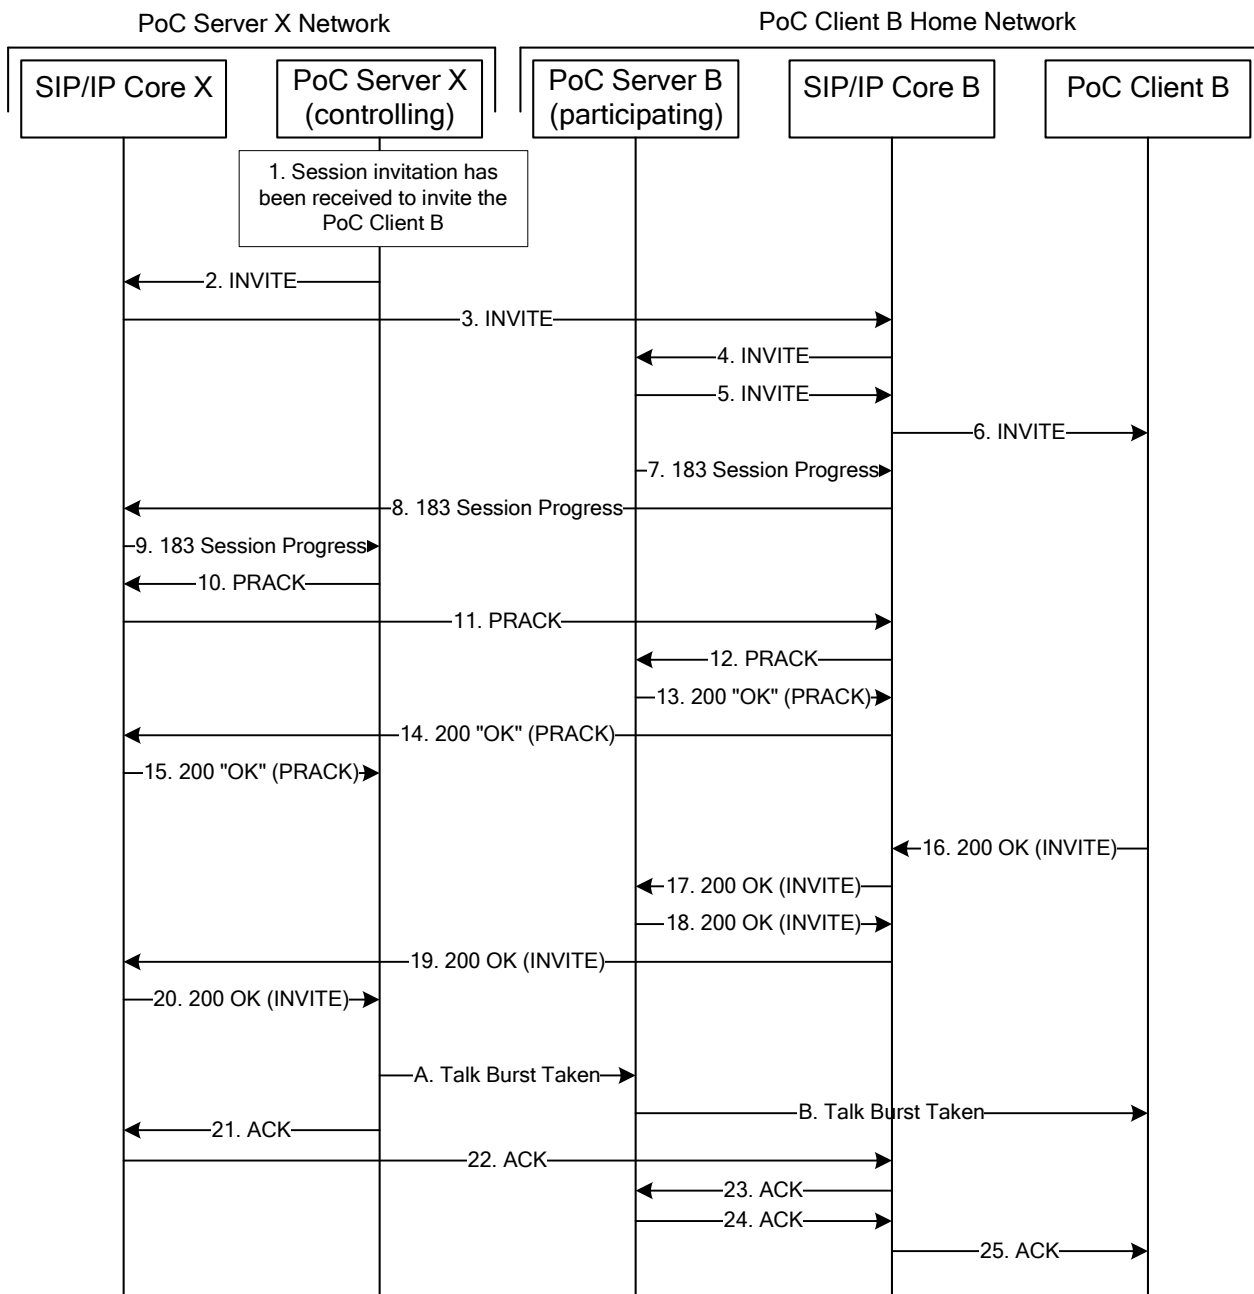 PoC Server X Network
PoC Client B Home Network
SIP/IP Core X
PoC Server X
(controlling)
PoC Server B
(participating)
SIP/IP Core B
PoC Client B
1. Session invitation has
been received to invite the
PoC Client B
2. INVITE
3. INVITE
4. INVITE
5. INVITE
6. INVITE
7. 183 Session Progress
8. 183 Session Progress
9. 183 Session Progress
10. PRACK
11. PRACK
12. PRACK
13. 200 "OK" (PRACK)
14. 200 "OK" (PRACK)
15. 200 "OK" (PRACK)
16. 200 OK (INVITE)
17. 200 OK (INVITE)
18. 200 OK (INVITE)
19. 200 OK (INVITE)
20. 200 OK (INVITE)
A. Talk Burst Taken
B. Talk Burst Taken
21. ACK
22. ACK
23. ACK
24. ACK
25. ACK